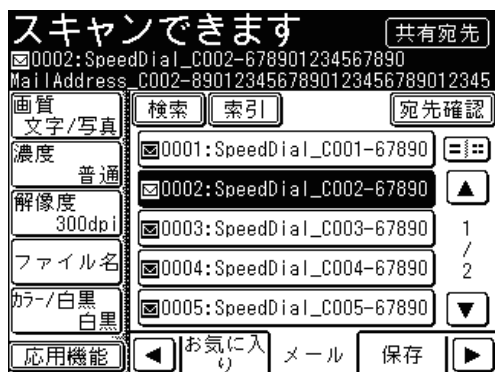 スキャンできます
共有宛先
0002:SpeedDial_C002-678901234567890
MailAddress_C002-890123456789012345678901 2345
画質
文字/写真
濃度
普通
解像度
300dpi
ファイル名
カラー/白黒
白黒
応用機能
検索
索引
宛先確認
0001:SpeedDial_C001-67890
0002:SpeedDial_C002-67890
0003:SpeedDial_C003-67890
0004:SpeedDial_C004-67890
0005:SpeedDial_C005-67890
1
/
2
お気に入
り
メール
保存